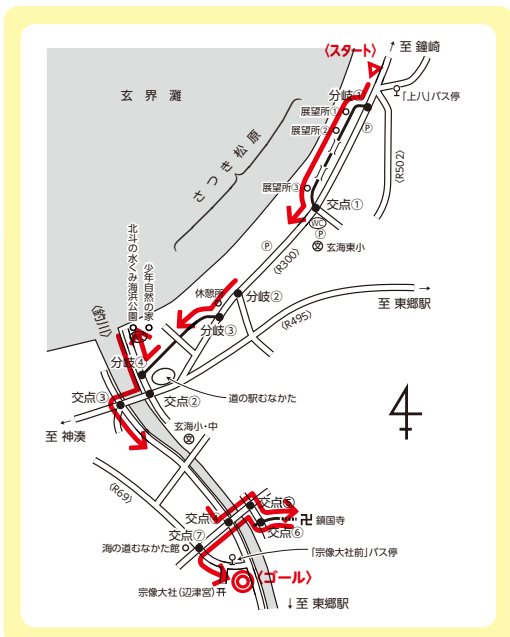 〈スタート〉
至 鐘崎
分岐①
「上八」バス停
玄界灘
展望所①
展望所②
P
さつき松原
〈R502〉
展望所③
交点①
WC
P
玄海東小
P
〈R300〉
北斗の水くみ海浜公園
少年自然の家
休憩所
分岐②
至 東郷駅
〈釣川〉
分岐③
〈R495〉
分岐④
道の駅むなかた
交点②
交点③
至 神湊
玄海小・中
〈R69〉
交点⑤
交点
卍 鎮国寺
交点⑥
交点⑦
海の道むなかた館
「宗像大社前」バス停
〈ゴール〉
宗像大社(辺津宮)
至 東郷駅